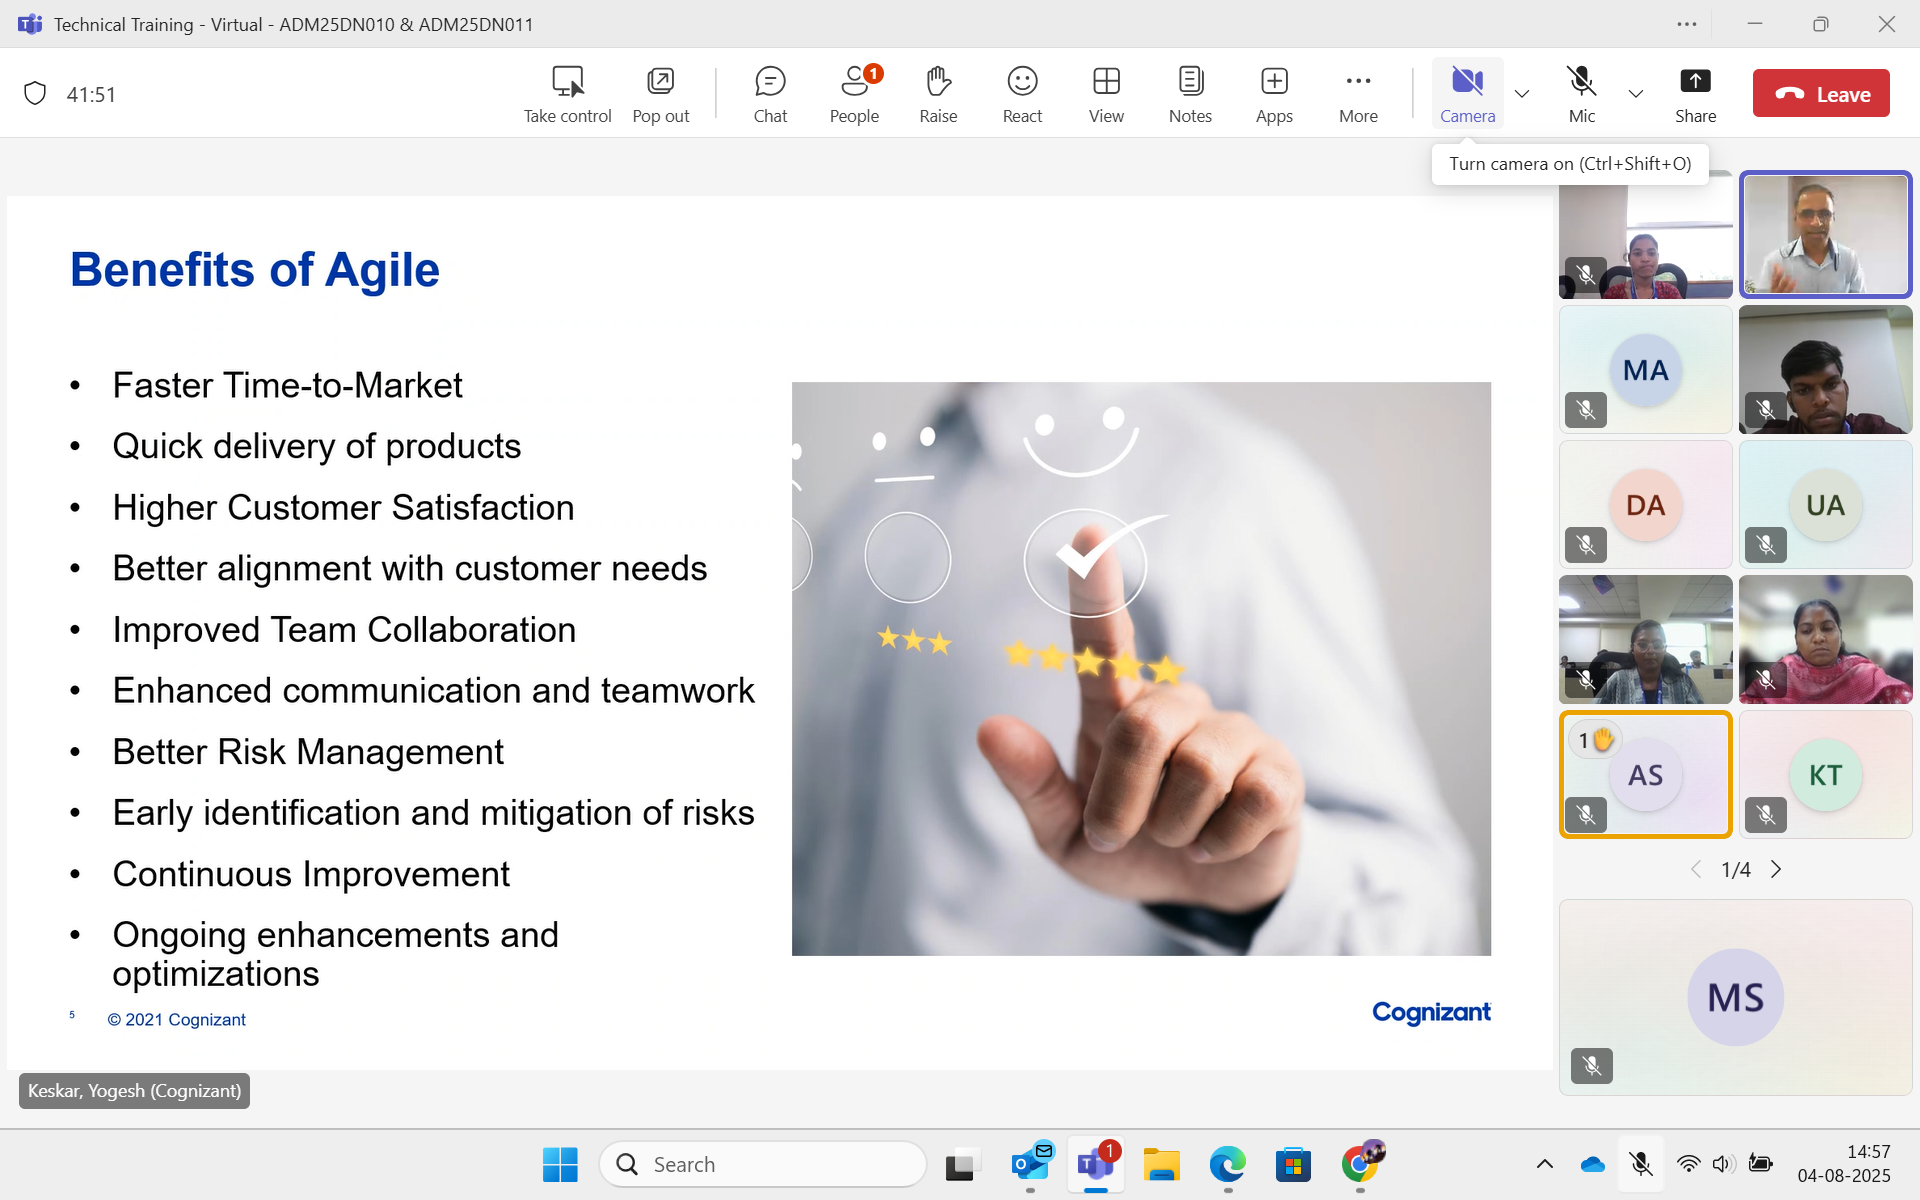 Technical Training - Virtual - ADM25DN010 & ADM25DN011
41:51
Take control
Pop out
Chat
1
People
Raise
React
View
Notes
Apps
More
Camera
Mic
Share
Leave
Turn camera on (Ctrl+Shift+O)
Benefits of Agile
• Faster Time-to-Market
• Quick delivery of products
• Higher Customer Satisfaction
• Better alignment with customer needs
• Improved Team Collaboration
• Enhanced communication and teamwork
• Better Risk Management
• Early identification and mitigation of risks
• Continuous Improvement
• Ongoing enhancements and
optimizations
5
© 2021 Cognizant
Cognizant
Keskar, Yogesh (Cognizant)
MA
DA
UA
1
AS
KT
1/4
MS
Search
1
14:57
04-08-2025